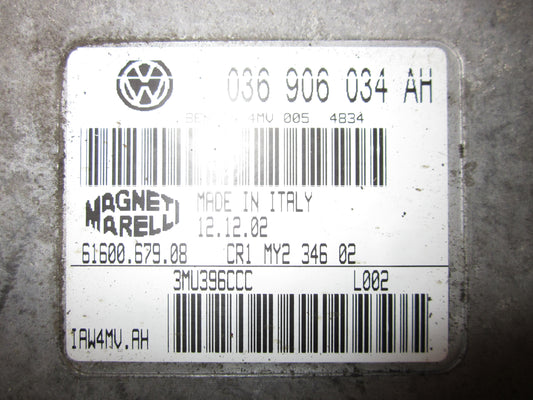 036 906 034 AH
4MV 005 4834
MAGNETI MARELLI
MADE IN ITALY
12.12.02
61600.679.08 CR1 MY2 346 02
3MU396CCC L002
IAW4MV.AH